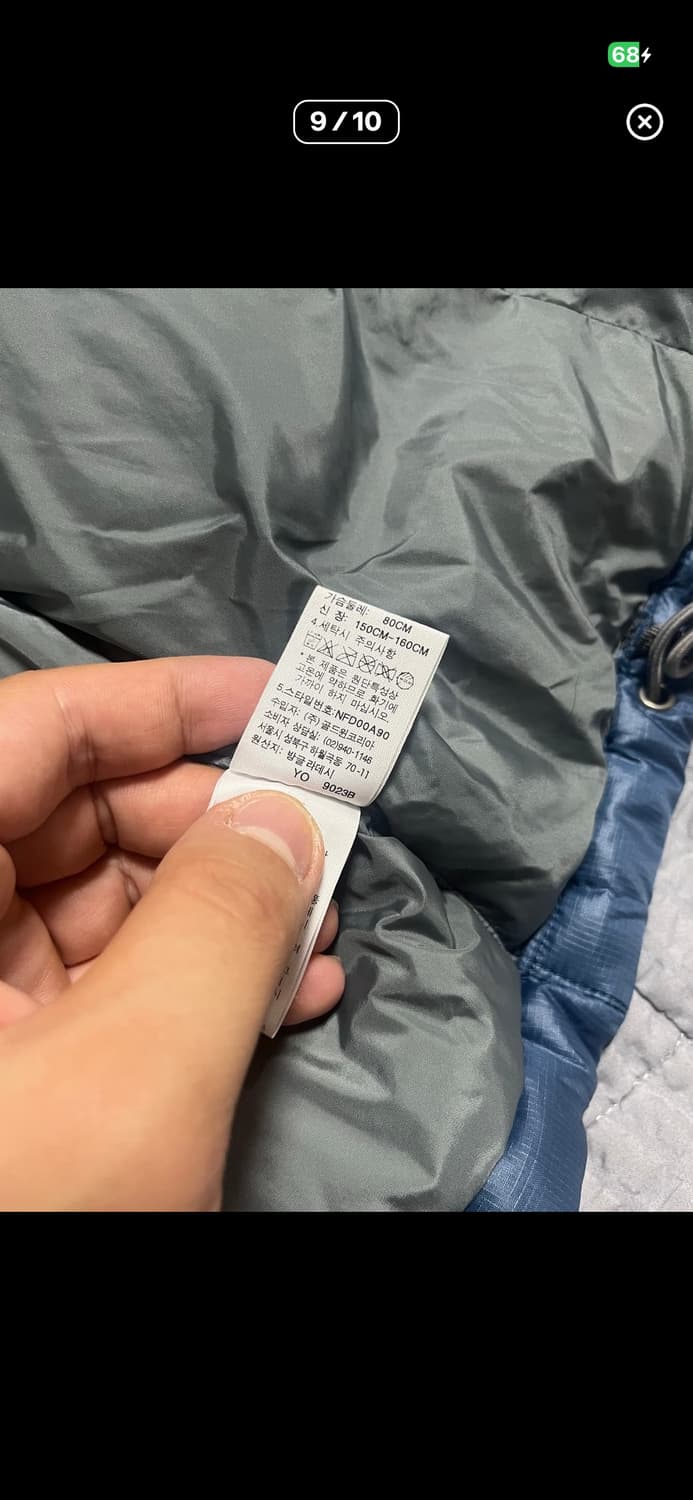 68
9/10
가슴둘레: 80CM
신 장: 150CM-160CM
4.세탁시 주의사항
* 본 제품은 원단특성상
고온에 약하므로 화기에
가까이 하지 마십시오.
5.스타일번호:NFD00A90
수입자: (주)골드윈코리아
소비자 상담실: (02)940-1146
서울시 성북구 하월곡동 70-11
원산지: 방글라데시
YO 9023B